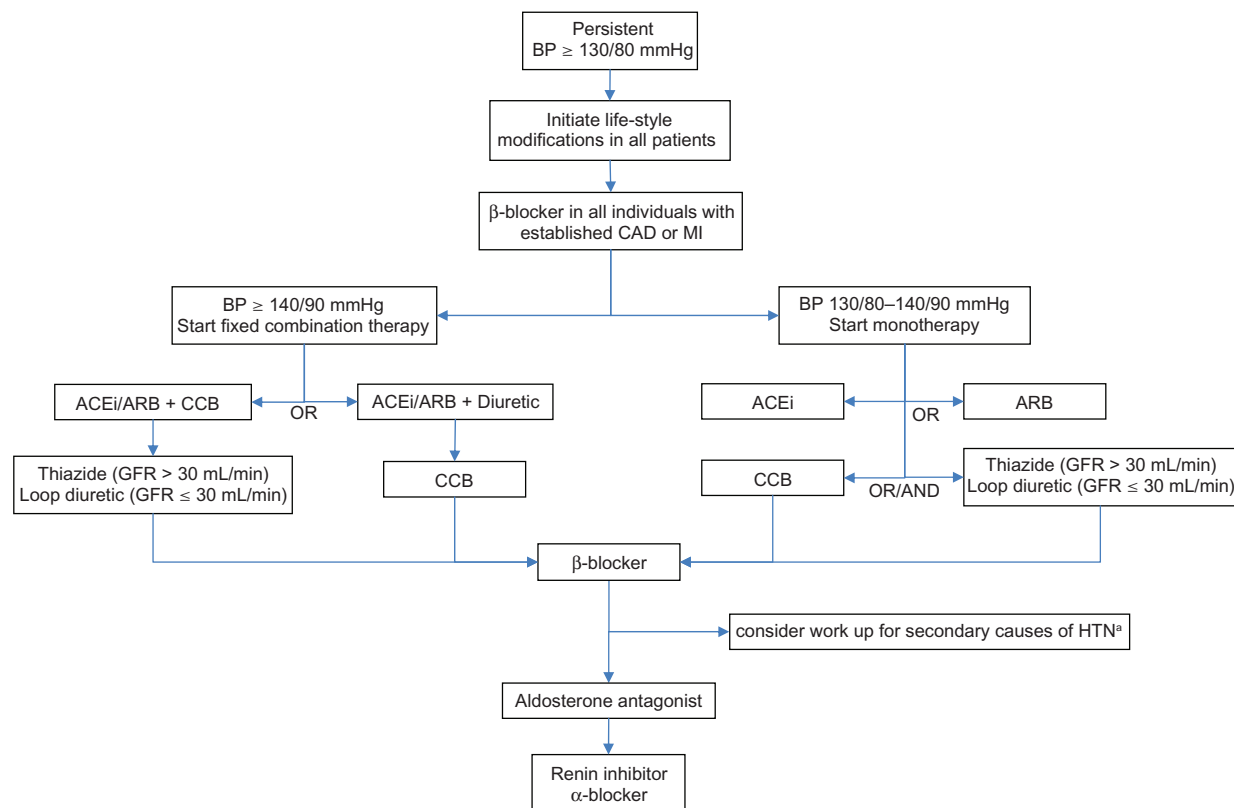 Persistent
BP ≥ 130/80 mmHg
Initiate life-style
modifications in all patients
β-blocker in all individuals with
established CAD or MI
BP ≥ 140/90 mmHg
Start fixed combination therapy
BP 130/80–140/90 mmHg
Start monotherapy
ACEi/ARB + CCB
OR
ACEi/ARB + Diuretic
ACEi
OR
ARB
Thiazide (GFR > 30 mL/min)
Loop diuretic (GFR ≤ 30 mL/min)
CCB
CCB
OR/AND
Thiazide (GFR > 30 mL/min)
Loop diuretic (GFR ≤ 30 mL/min)
β-blocker
consider work up for secondary causes of HTNᵃ
Aldosterone antagonist
Renin inhibitor
α-blocker